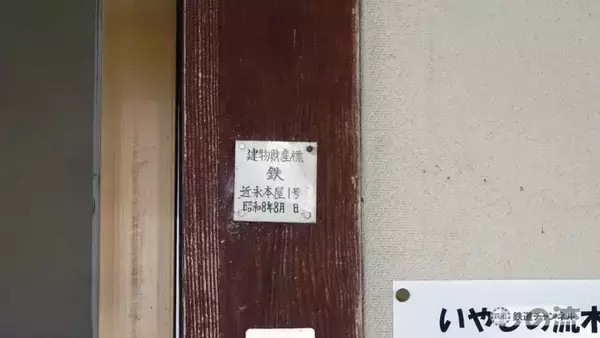 建物財産標
鉄
近永本屋1号
昭和8年8月 日
いやしの流木
鉄道チャンネル